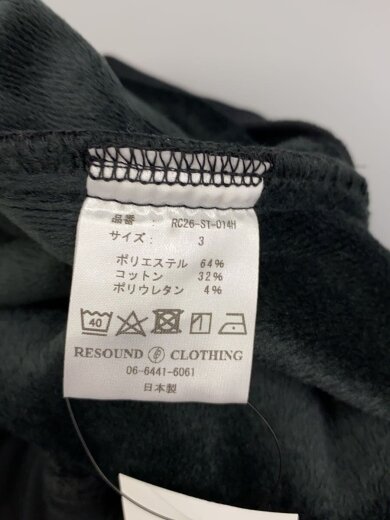 品番： RC26-ST-014H
サイズ： 3
ポリエステル 64%
コットン 32%
ポリウレタン 4%
40
RESOUND CLOTHING
06-6441-6061
日本製